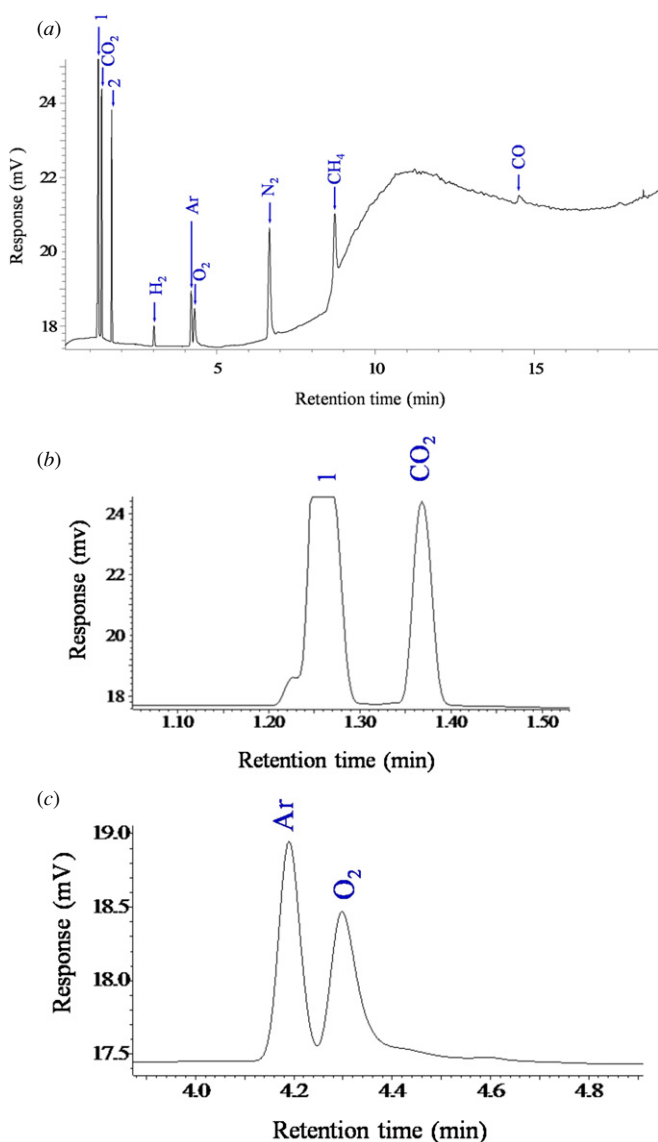 (a)
1
CO₂
2
H₂
Ar
O₂
N₂
CH₄
CO
Response (mV)
24
22
20
18
5
10
15
Retention time (min)
(b)
1
CO₂
Response (mv)
24
22
20
18
1.10
1.20
1.30
1.40
1.50
Retention time (min)
(c)
Ar
O₂
Response (mV)
19.0
18.5
18.0
17.5
4.0
4.2
4.4
4.6
4.8
Retention time (min)